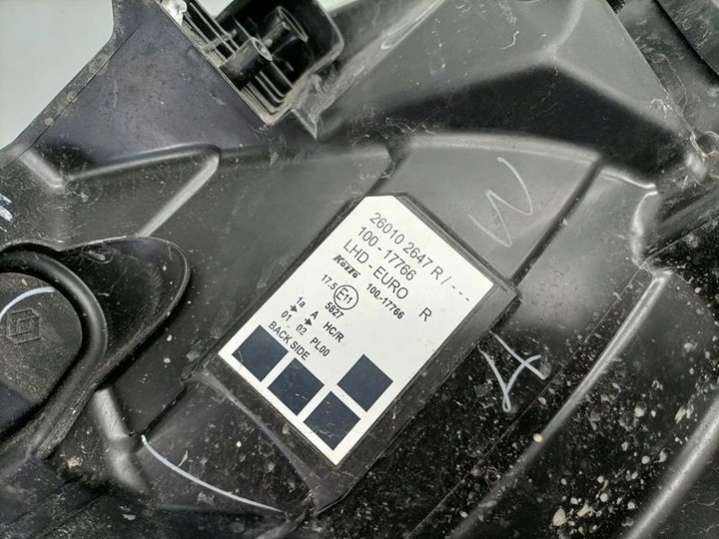 26010 2647 R / ---
100 - 17766
LHD - EURO R
Koito 100-17766
17.5 E11 5827
1a A HC/R
01 02 PL00
BACK SIDE
W
A